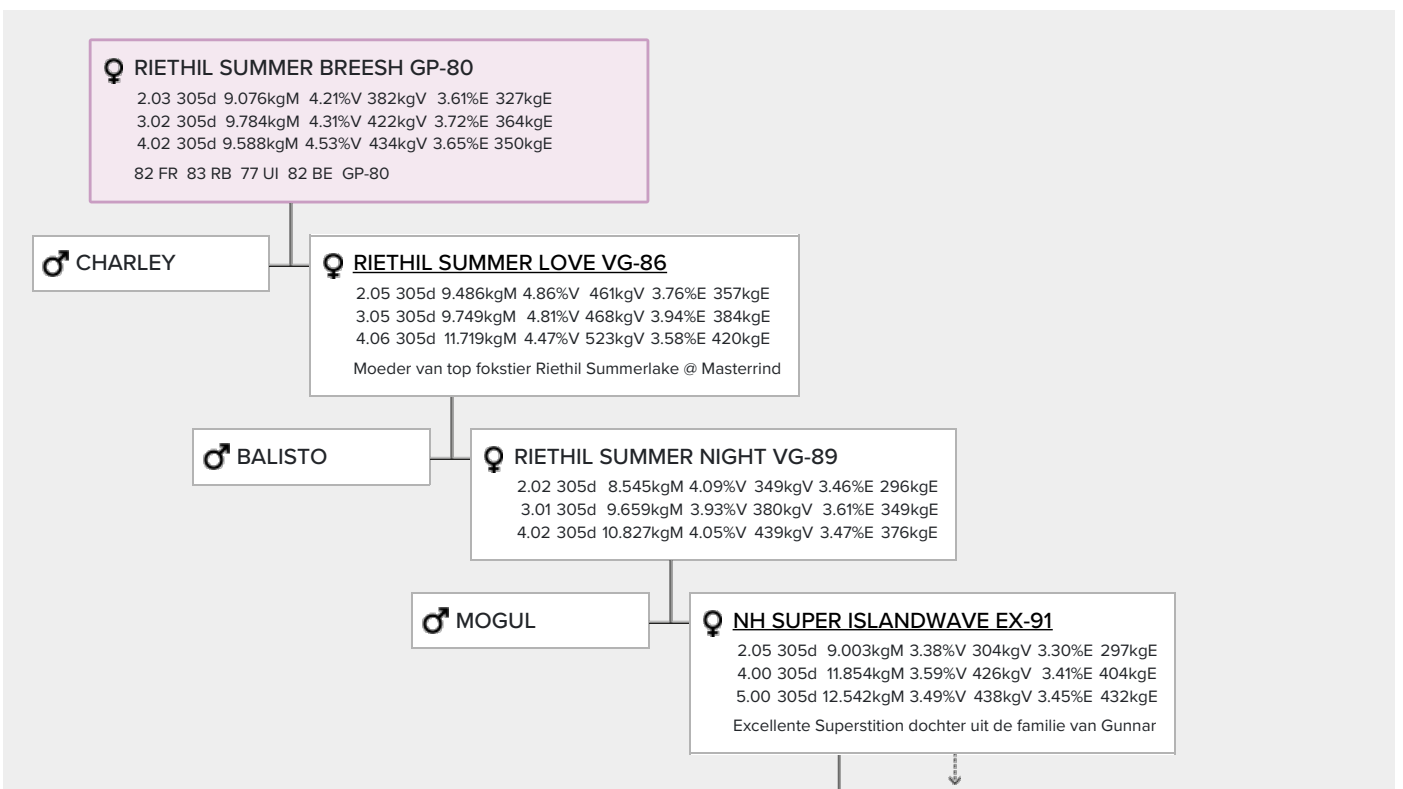 RIETHIL SUMMER BREESH GP-80
2.03 305d 9.076kgM 4.21%V 382kgV 3.61%E 327kgE
3.02 305d 9.784kgM 4.31%V 422kgV 3.72%E 364kgE
4.02 305d 9.588kgM 4.53%V 434kgV 3.65%E 350kgE
82 FR 83 RB 77 UI 82 BE GP-80
CHARLEY
RIETHIL SUMMER LOVE VG-86
2.05 305d 9.486kgM 4.86%V 461kgV 3.76%E 357kgE
3.05 305d 9.749kgM 4.81%V 468kgV 3.94%E 384kgE
4.06 305d 11.719kgM 4.47%V 523kgV 3.58%E 420kgE
Moeder van top fokstier Riethil Summerlake @ Masterrind
BALISTO
RIETHIL SUMMER NIGHT VG-89
2.02 305d 8.545kgM 4.09%V 349kgV 3.46%E 296kgE
3.01 305d 9.659kgM 3.93%V 380kgV 3.61%E 349kgE
4.02 305d 10.827kgM 4.05%V 439kgV 3.47%E 376kgE
MOGUL
NH SUPER ISLANDWAVE EX-91
2.05 305d 9.003kgM 3.38%V 304kgV 3.30%E 297kgE
4.00 305d 11.854kgM 3.59%V 426kgV 3.41%E 404kgE
5.00 305d 12.542kgM 3.49%V 438kgV 3.45%E 432kgE
Excellente Superstition dochter uit de familie van Gunnar